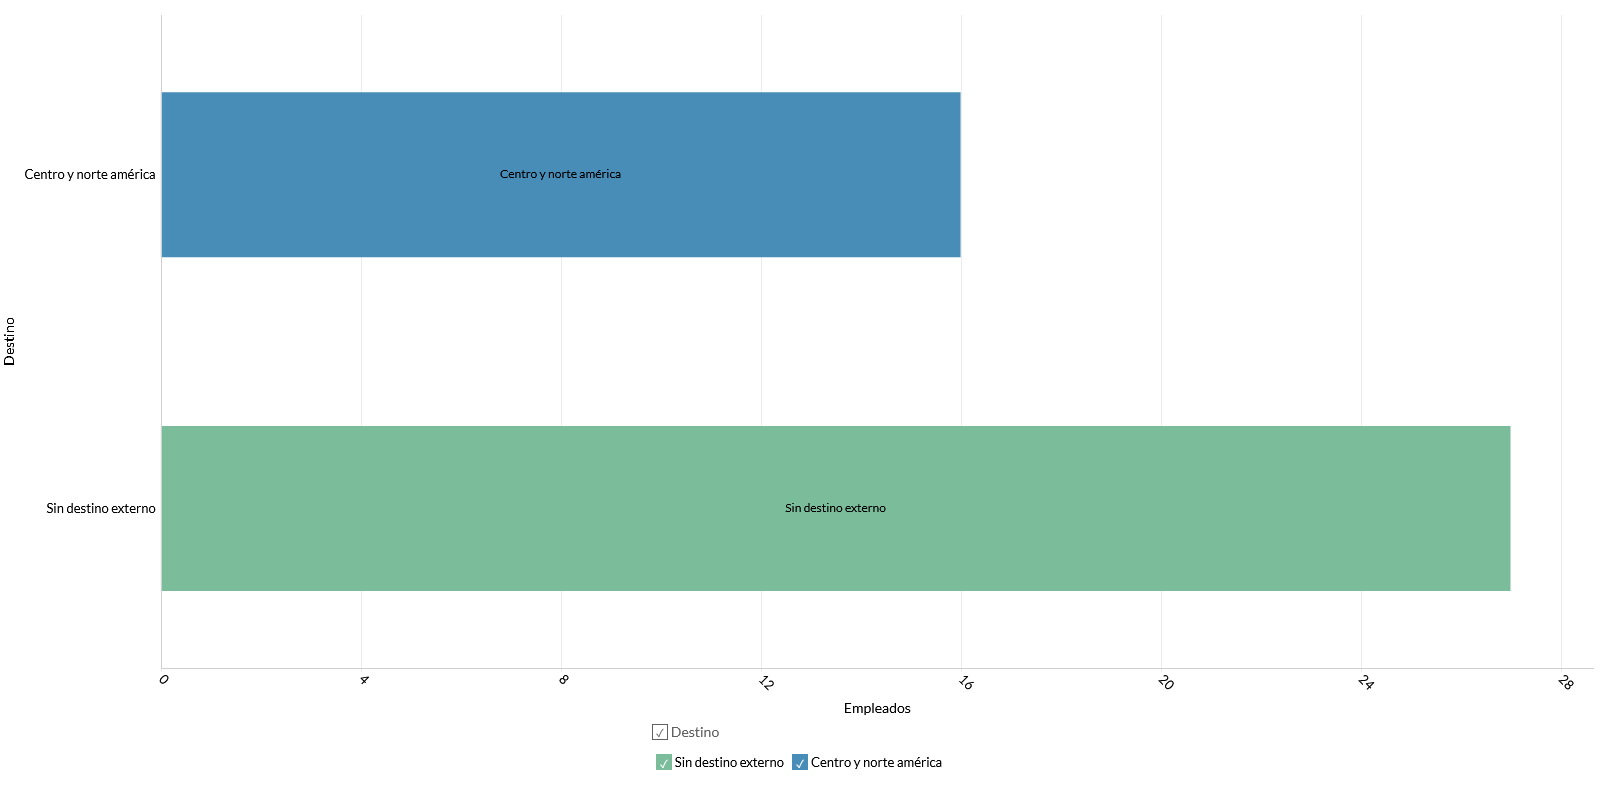 Centro y norte américa
Centro y norte américa
Destino
Sin destino externo
Sin destino externo
0 4 8 12 16 20 24 28
Empleados
Destino
Sin destino externo Centro y norte américa